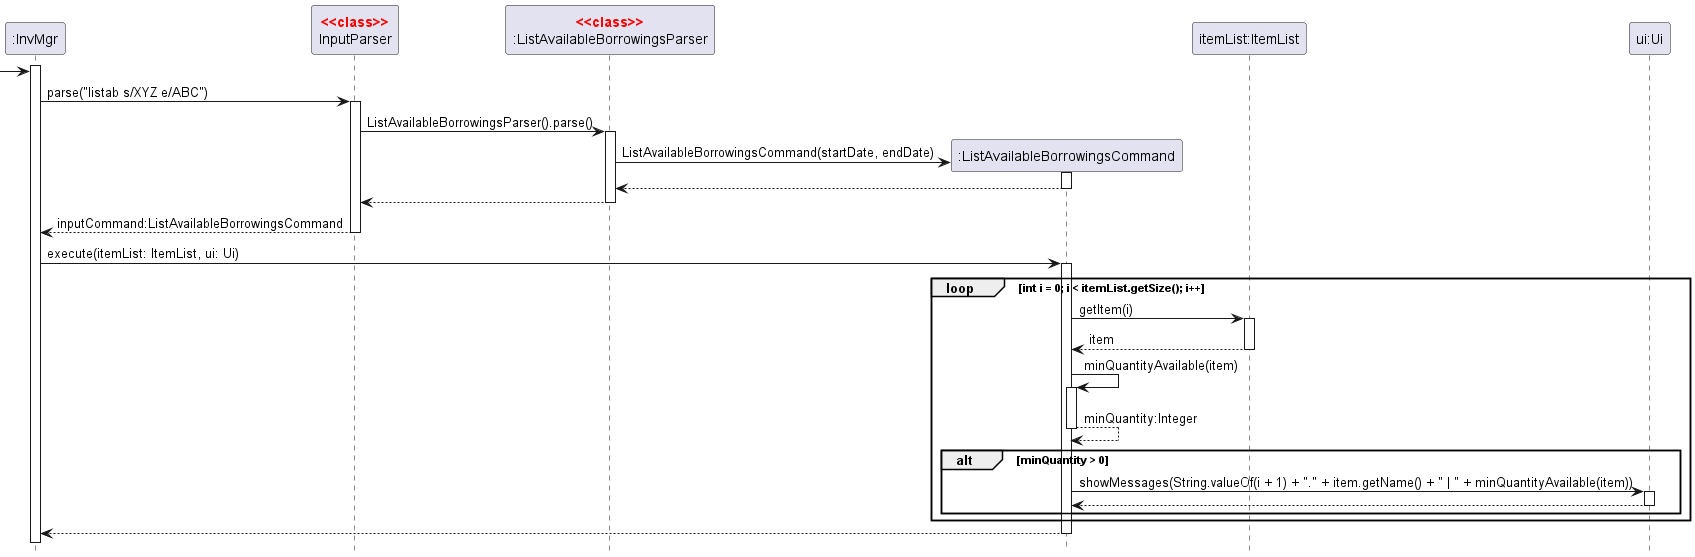 :InvMgr
<<class>>
InputParser
<<class>>
:ListAvailableBorrowingsParser
itemList:ItemList
ui:Ui
parse("listab s/XYZ e/ABC")
ListAvailableBorrowingsParser().parse()
ListAvailableBorrowingsCommand(startDate, endDate)
:ListAvailableBorrowingsCommand
inputCommand:ListAvailableBorrowingsCommand
execute(itemList: ItemList, ui: Ui)
loop [int i = 0; i < itemList.getSize(); i++]
getItem(i)
item
minQuantityAvailable(item)
minQuantity:Integer
alt [minQuantity > 0]
showMessages(String.valueOf(i + 1) + "." + item.getName() + " | " + minQuantityAvailable(item))